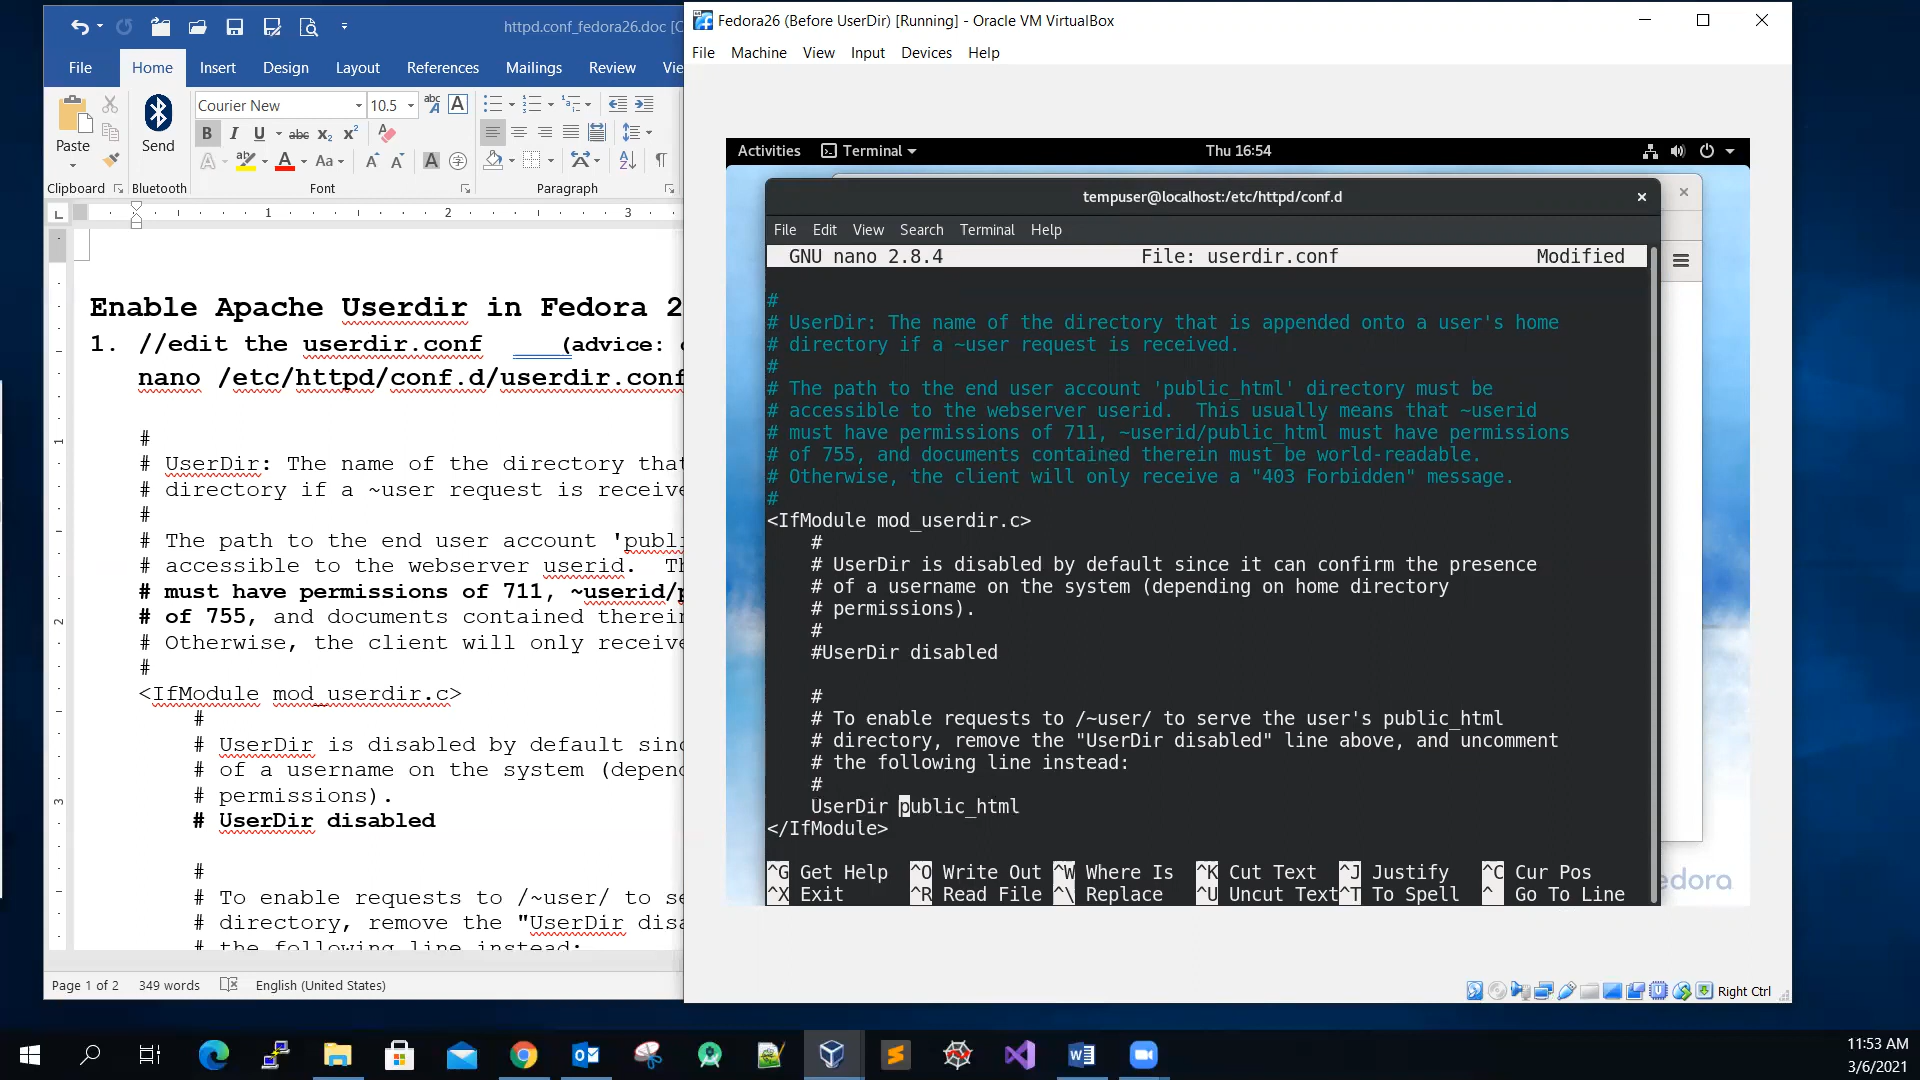 httpd.conf_fedora26.doc [C
File
Home
Insert
Design
Layout
References
Mailings
Review
Vie
Paste
Send
Courier New
10.5
Clipboard
Bluetooth
Font
Paragraph
1
2
3
Enable Apache Userdir in Fedora 2
1. //edit the userdir.conf (advice:
nano /etc/httpd/conf.d/userdir.conf
#
# UserDir: The name of the directory that
# directory if a ~user request is receive
#
# The path to the end user account 'publi
# accessible to the webserver userid. Th
# must have permissions of 711, ~userid/p
# of 755, and documents contained therein
# Otherwise, the client will only receive
#
<IfModule mod_userdir.c>
#
# UserDir is disabled by default sinc
# of a username on the system (depend
# permissions).
# UserDir disabled
#
# To enable requests to /~user/ to se
# directory, remove the "UserDir disa
# the following line instead:
Page 1 of 2
349 words
English (United States)
Fedora26 (Before UserDir) [Running] - Oracle VM VirtualBox
File
Machine
View
Input
Devices
Help
Activities
Terminal
Thu 16:54
tempuser@localhost:/etc/httpd/conf.d
File
Edit
View
Search
Terminal
Help
GNU nano 2.8.4 File: userdir.conf Modified
#
# UserDir: The name of the directory that is appended onto a user's home
# directory if a ~user request is received.
#
# The path to the end user account 'public_html' directory must be
# accessible to the webserver userid. This usually means that ~userid
# must have permissions of 711, ~userid/public_html must have permissions
# of 755, and documents contained therein must be world-readable.
# Otherwise, the client will only receive a "403 Forbidden" message.
#
<IfModule mod_userdir.c>
#
# UserDir is disabled by default since it can confirm the presence
# of a username on the system (depending on home directory
# permissions).
#
#UserDir disabled
#
# To enable requests to /~user/ to serve the user's public_html
# directory, remove the "UserDir disabled" line above, and uncomment
# the following line instead:
#
UserDir public_html
</IfModule>
^G Get Help ^O Write Out ^W Where Is ^K Cut Text ^J Justify ^C Cur Pos
^X Exit ^R Read File ^\ Replace ^U Uncut Text ^T To Spell ^_ Go To Line
edora
Right Ctrl
11:53 AM
3/6/2021